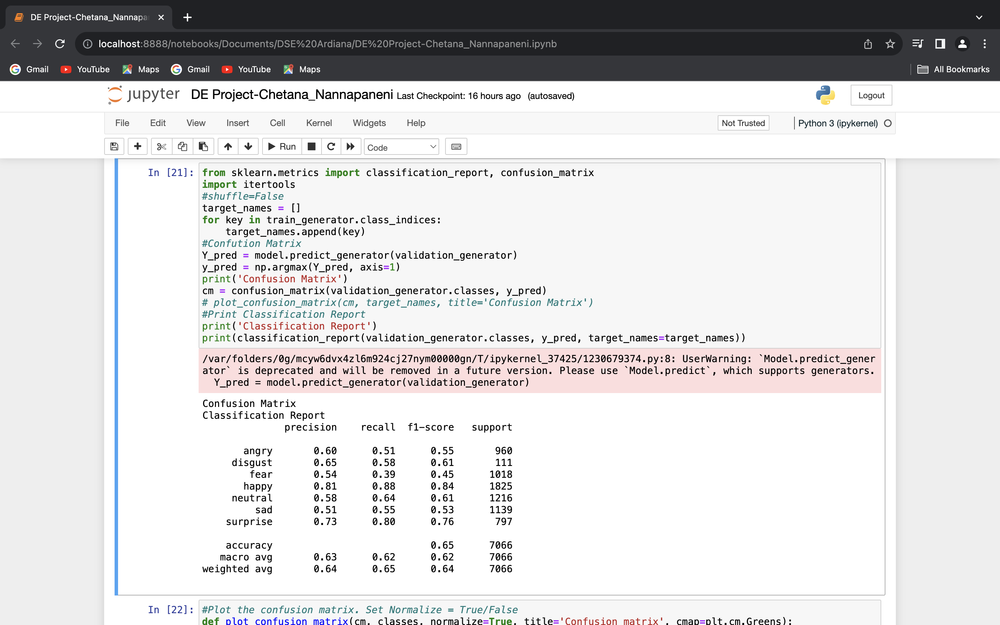 DE Project-Chetana_Nannapa
localhost:8888/notebooks/Documents/DSE%20Ardiana/DE%20Project-Chetana_Nannapaneni.ipynb
Gmail YouTube Maps Gmail YouTube Maps All Bookmarks
jupyter DE Project-Chetana_Nannapaneni Last Checkpoint: 16 hours ago (autosaved) Logout
File Edit View Insert Cell Kernel Widgets Help Not Trusted Python 3 (ipykernel)
Run Code
In [21]: from sklearn.metrics import classification_report, confusion_matrix
import itertools
#shuffle=False
target_names = []
for key in train_generator.class_indices:
    target_names.append(key)
#Confution Matrix
Y_pred = model.predict_generator(validation_generator)
y_pred = np.argmax(Y_pred, axis=1)
print('Confusion Matrix')
cm = confusion_matrix(validation_generator.classes, y_pred)
# plot_confusion_matrix(cm, target_names, title='Confusion Matrix')
#Print Classification Report
print('Classification Report')
print(classification_report(validation_generator.classes, y_pred, target_names=target_names))
/var/folders/0g/mcyw6dvx4zl6m924cj27nym00000gn/T/ipykernel_37425/1230679374.py:8: UserWarning: `Model.predict_gener
ator` is deprecated and will be removed in a future version. Please use `Model.predict`, which supports generators.
  Y_pred = model.predict_generator(validation_generator)
Confusion Matrix
Classification Report
              precision    recall  f1-score   support
       angry       0.60      0.51      0.55       960
     disgust       0.65      0.58      0.61       111
        fear       0.54      0.39      0.45      1018
       happy       0.81      0.88      0.84      1825
     neutral       0.58      0.64      0.61      1216
         sad       0.51      0.55      0.53      1139
    surprise       0.73      0.80      0.76       797
    accuracy                           0.65      7066
   macro avg       0.63      0.62      0.62      7066
weighted avg       0.64      0.65      0.64      7066
In [22]: #Plot the confusion matrix. Set Normalize = True/False
def plot_confusion_matrix(cm, classes, normalize=True, title='Confusion matrix', cmap=plt.cm.Greens):